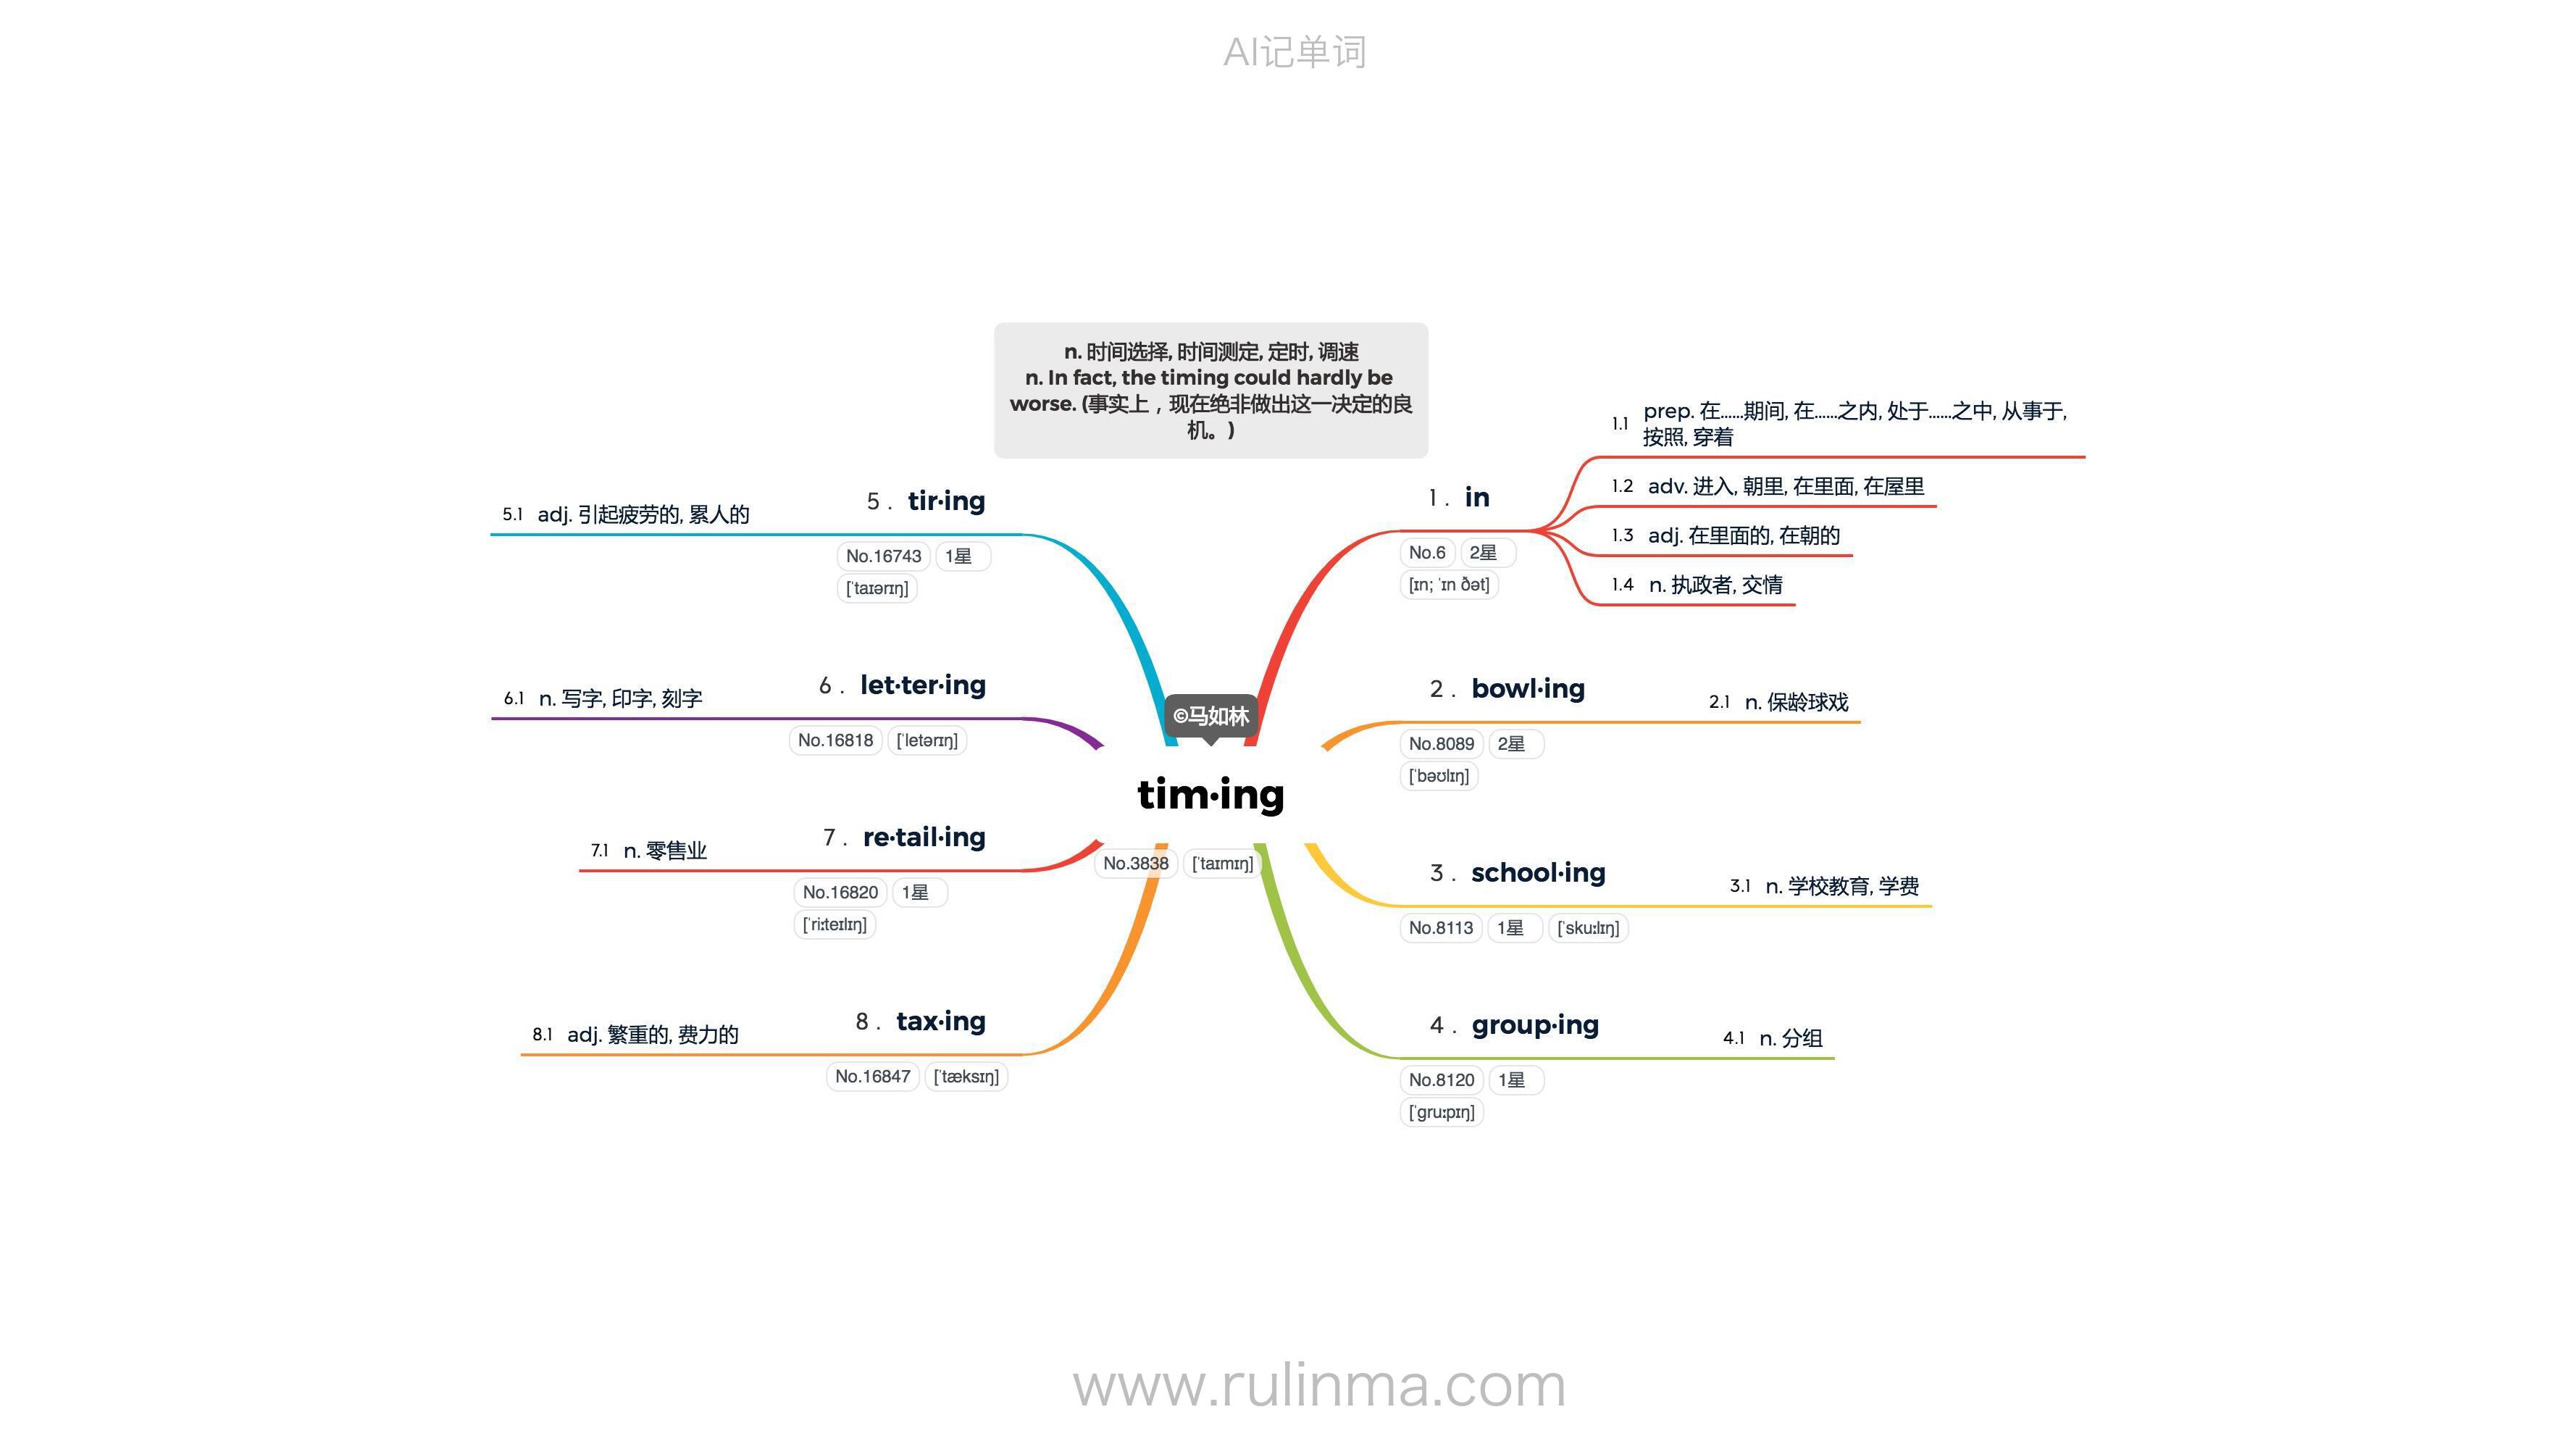 AI记单词
n. 时间选择, 时间测定, 定时, 调速
n. In fact, the timing could hardly be
worse. (事实上，现在绝非做出这一决定的良
机。)
©马如林
tim·ing
No.3838 [ˈtaɪmɪŋ]
1 . in
No.6 2星
[ɪn; ˈɪn ðət]
1.1 prep. 在……期间, 在……之内, 处于……之中, 从事于,
按照, 穿着
1.2 adv. 进入, 朝里, 在里面, 在屋里
1.3 adj. 在里面的, 在朝的
1.4 n. 执政者, 交情
2 . bowl·ing
No.8089 2星
[ˈbəʊlɪŋ]
2.1 n. 保龄球戏
3 . school·ing
No.8113 1星 [ˈskuːlɪŋ]
3.1 n. 学校教育, 学费
4 . group·ing
No.8120 1星
[ˈgruːpɪŋ]
4.1 n. 分组
5 . tir·ing
No.16743 1星
[ˈtaɪərɪŋ]
5.1 adj. 引起疲劳的, 累人的
6 . let·ter·ing
No.16818 [ˈletərɪŋ]
6.1 n. 写字, 印字, 刻字
7 . re·tail·ing
No.16820 1星
[ˈriːteɪlɪŋ]
7.1 n. 零售业
8 . tax·ing
No.16847 [ˈtæksɪŋ]
8.1 adj. 繁重的, 费力的
www.rulinma.com